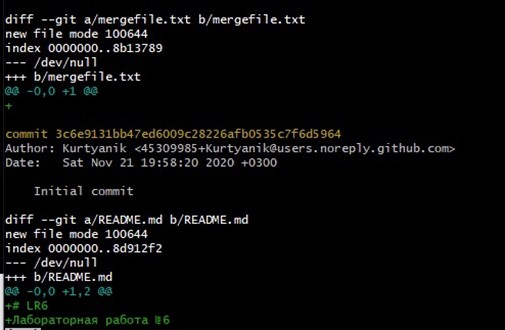 diff --git a/mergefile.txt b/mergefile.txt
new file mode 100644
index 0000000..8b13789
--- /dev/null
+++ b/mergefile.txt
@@ -0,0 +1 @@
+
commit 3c6e9131bb47ed6009c28226afb0535c7f6d5964
Author: Kurtyanik <45309985+Kurtyanik@users.noreply.github.com>
Date:   Sat Nov 21 19:58:20 2020 +0300
    Initial commit
diff --git a/README.md b/README.md
new file mode 100644
index 0000000..8d912f2
--- /dev/null
+++ b/README.md
@@ -0,0 +1,2 @@
+# LR6
+Лабораторная работа №6